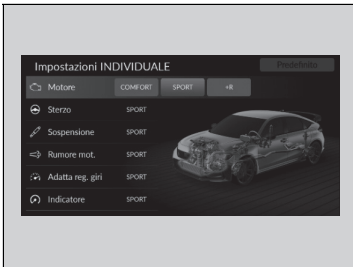 Impostazioni INDIVIDUALE Predefinito
Motore COMFORT SPORT +R
Sterzo SPORT
Sospensione SPORT
Rumore mot. SPORT
Adatta reg. giri SPORT
Indicatore SPORT